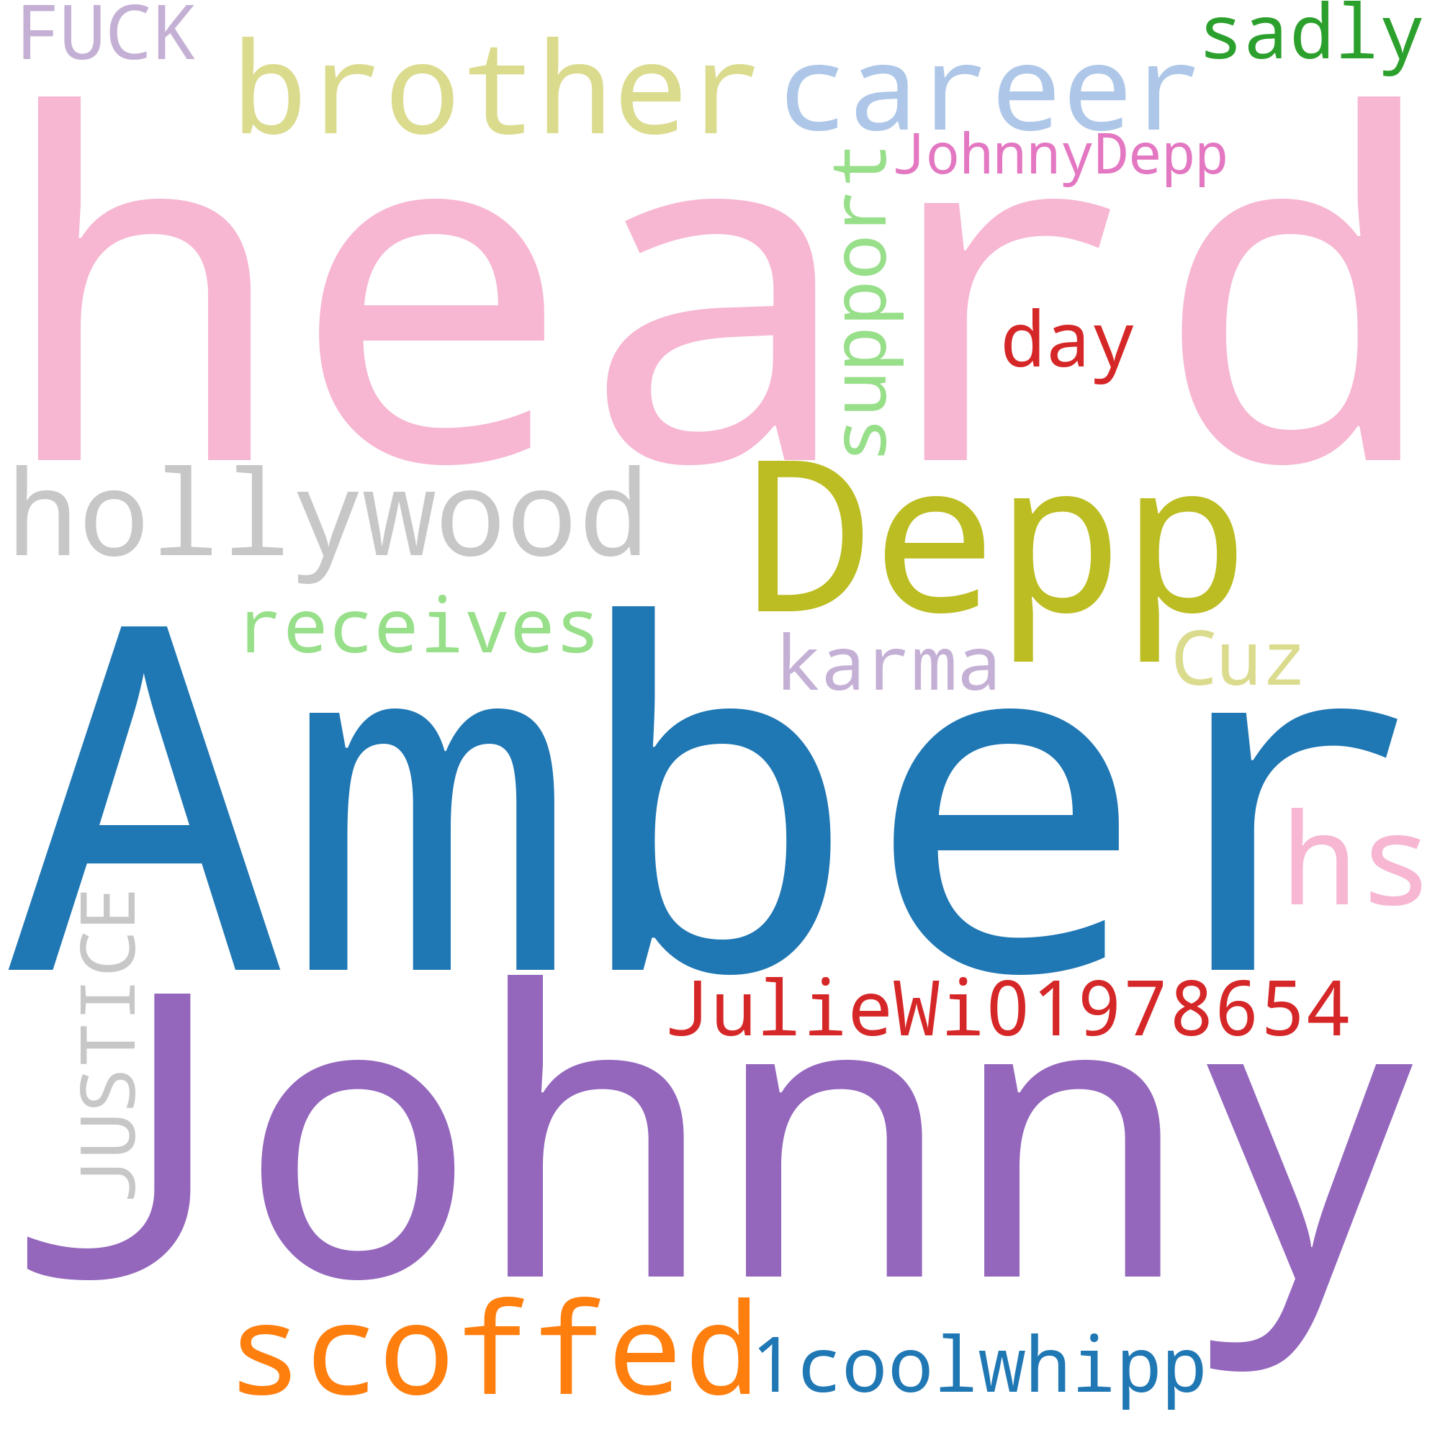 FUCK
sadly
brother
career
JohnnyDepp
heard
support
day
hollywood
Depp
receives
karma
Cuz
Amber
hs
JUSTICE
JulieWiO1978654
Johnny
scoffed
1coolwhipp